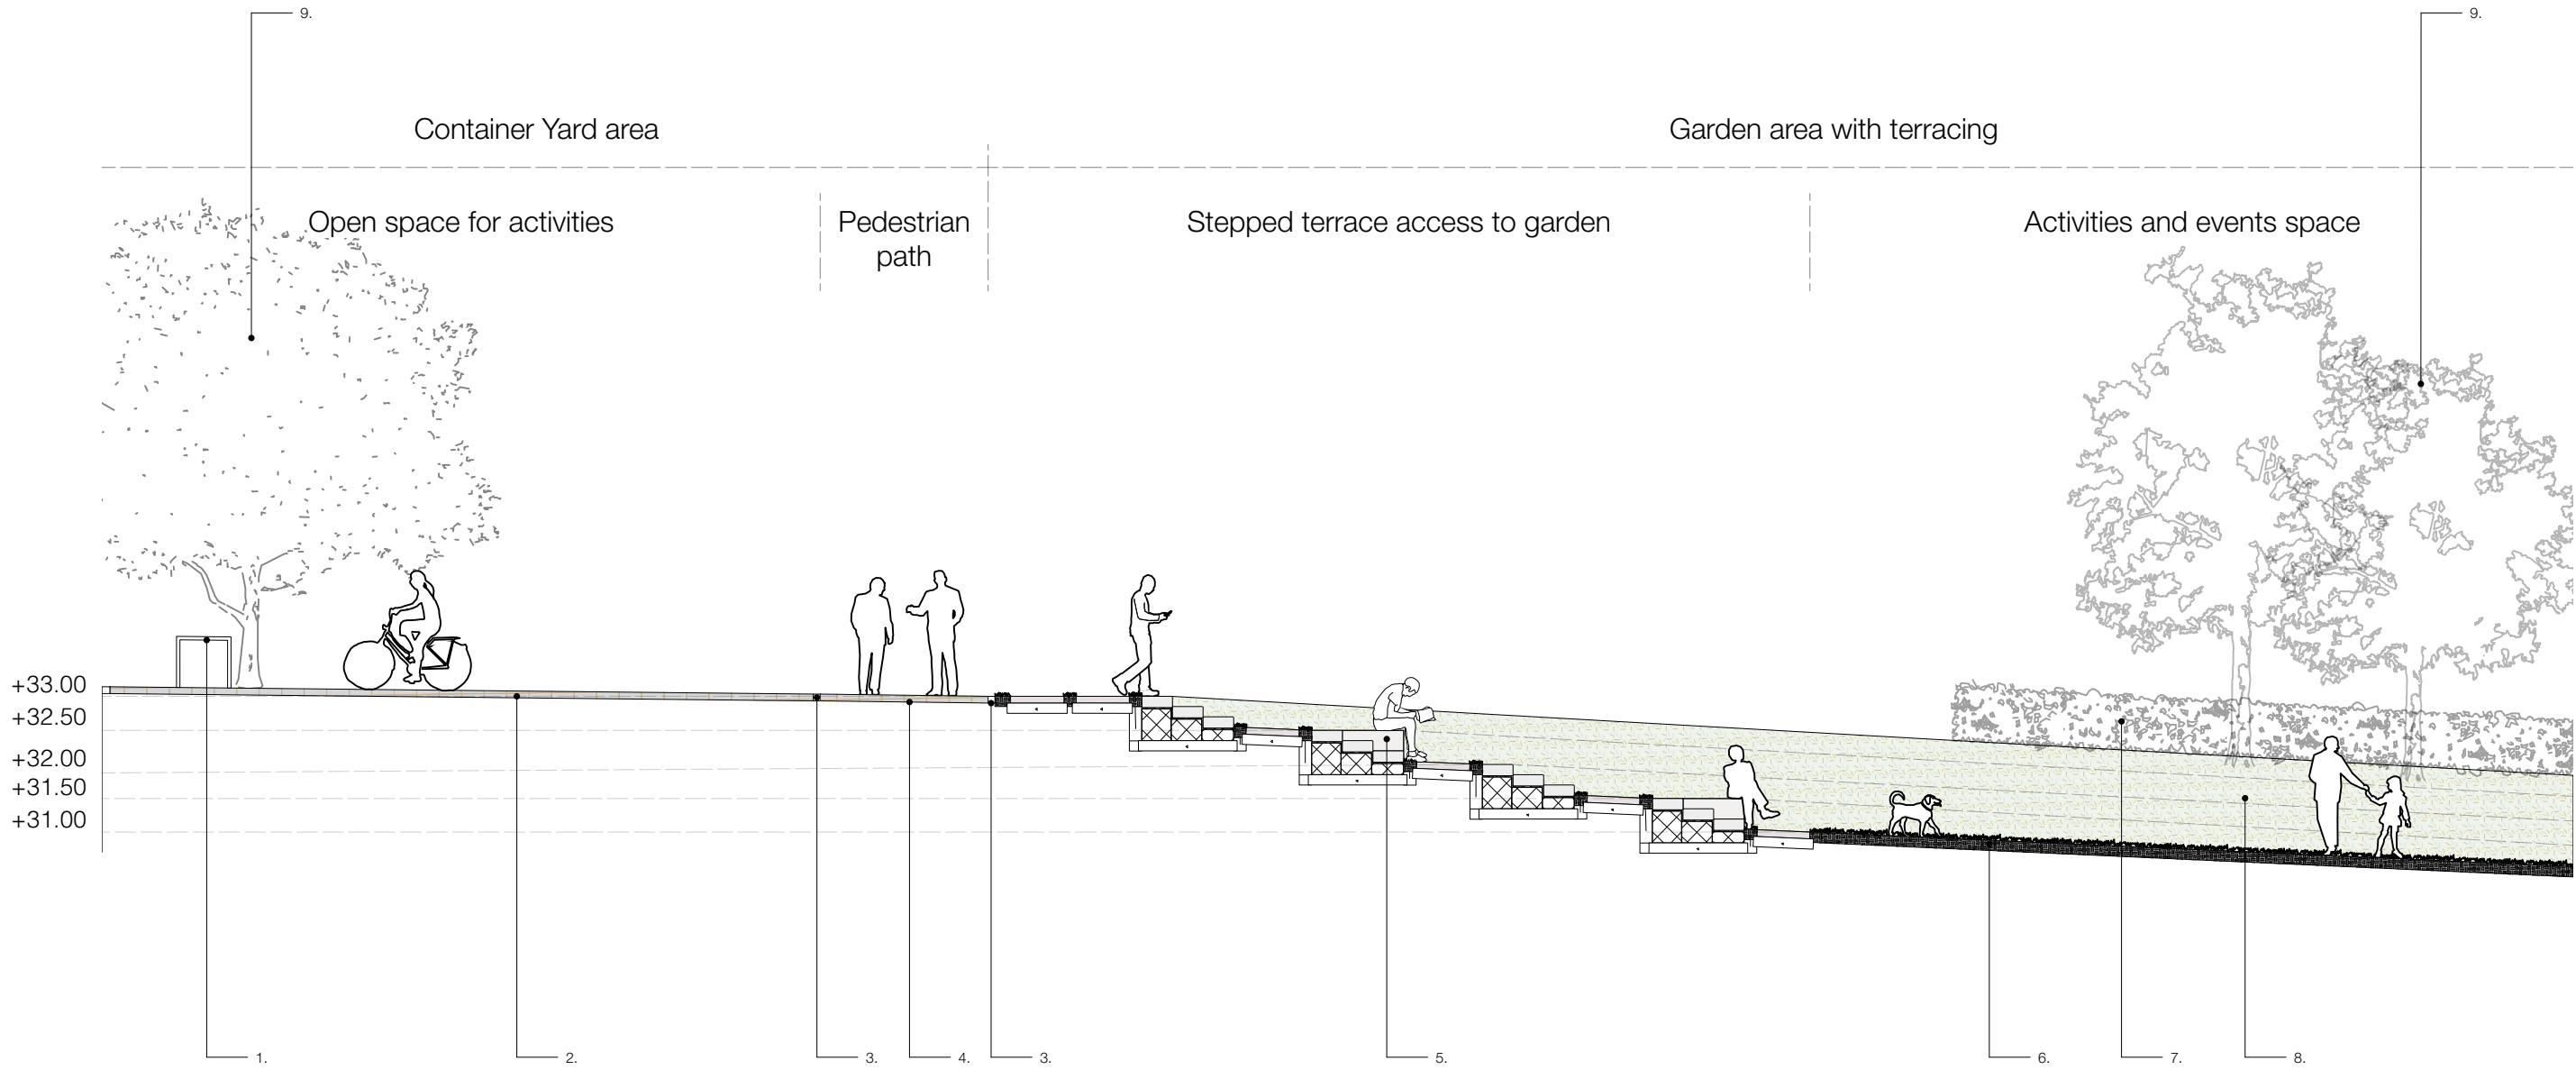 9.
9.
Container Yard area
Garden area with terracing
Open space for activities
Pedestrian
path
Stepped terrace access to garden
Activities and events space
+33.00
+32.50
+32.00
+31.50
+31.00
1.
2.
3.
4.
3.
5.
6.
7.
8.